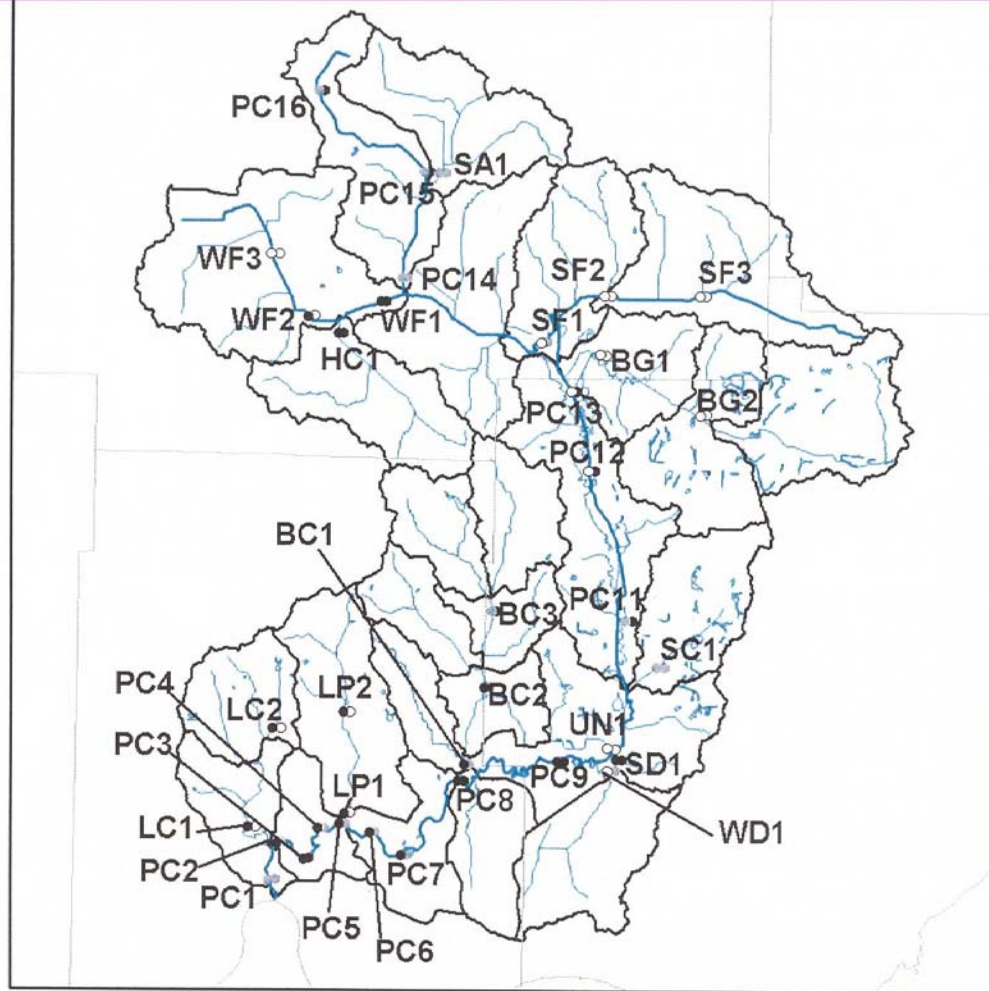 PC16
SA1
PC15
WF3
PC14
SF2
SF3
WF2
WF1
SF1
HC1
BG1
BG2
PC13
PC12
BC1
BC3
PC11
SC1
PC4
LP2
BC2
LC2
UN1
PC3
PC9
SD1
LP1
PC8
LC1
WD1
PC2
PC7
PC1
PC5
PC6